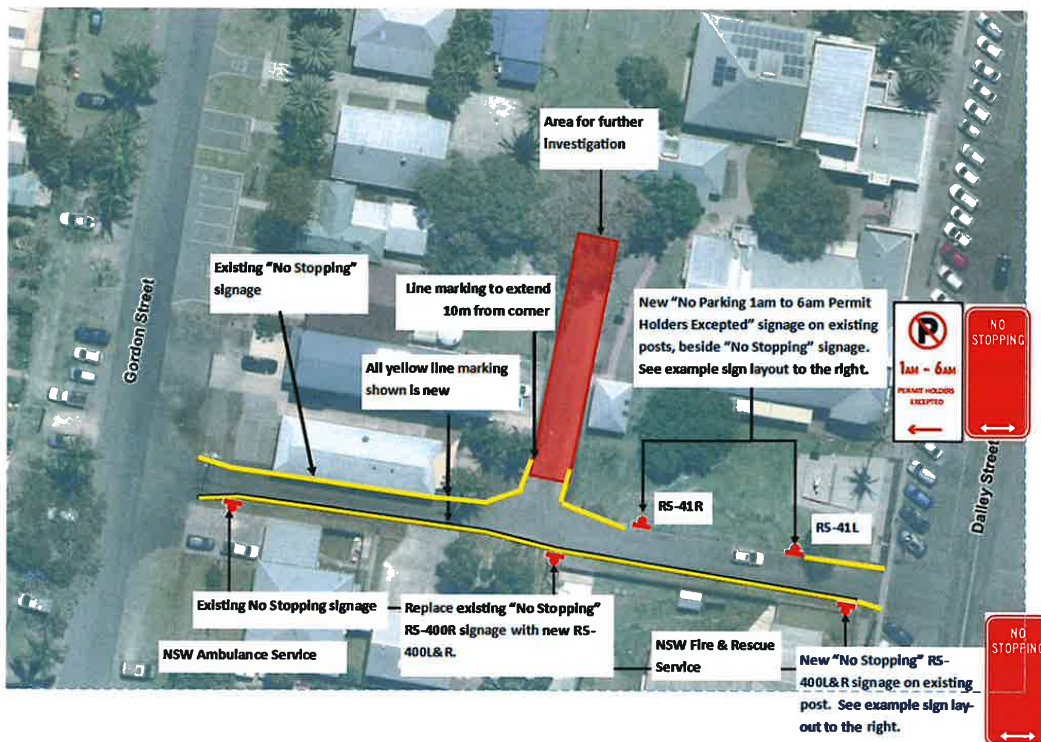 Area for further
investigation
Existing "No Stopping"
signage
Line marking to extend
10m from corner
New "No Parking 1am to 6am Permit
Holders Excepted" signage on existing
posts, beside "No Stopping" signage.
See example sign layout to the right.
P
1AM - 6AM
PERMIT HOLDERS
EXCEPTED
NO
STOPPING
Gordon Street
All yellow line marking
shown is new
R5-41R
R5-41L
Dalley Street
Existing No Stopping signage
Replace existing "No Stopping"
R5-400R signage with new R5-
400L&R.
NSW Ambulance Service
NSW Fire & Rescue
Service
New "No Stopping" R5-
400L&R signage on existing
post. See example sign lay-
out to the right.
NO
STOPPING